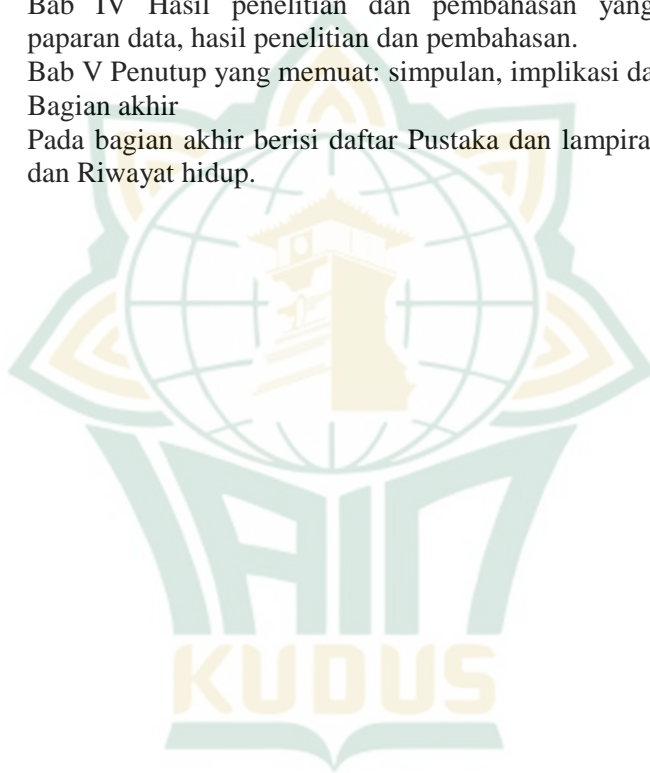 Bab IV Hasil penelitian dan pembahasan yang
paparan data, hasil penelitian dan pembahasan.
Bab V Penutup yang memuat: simpulan, implikasi da
Bagian akhir
Pada bagian akhir berisi daftar Pustaka dan lampira
dan Riwayat hidup.
IAIN
KUDUS